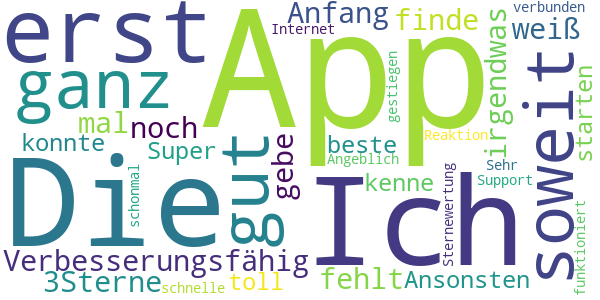 erst
App
Anfang
finde
verbunden
weiß
Internet
ganz
irgendwas
soweit
starten
gestiegen
mal
noch
gut
gebe
beste
Reaktion
konnte
Super
Angeblich
Die
Ich
schonmal
kenne
Sternewertung
Sehr
Support
funktioniert
Verbesserungsfähig
3Sterne
schnelle
toll
fehlt
Ansonsten